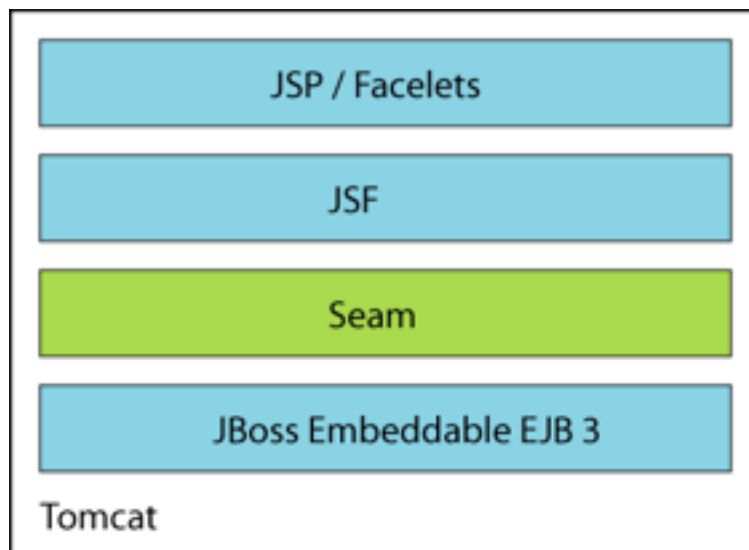 JSP / Facelets
JSF
Seam
JBoss Embeddable EJB 3
Tomcat